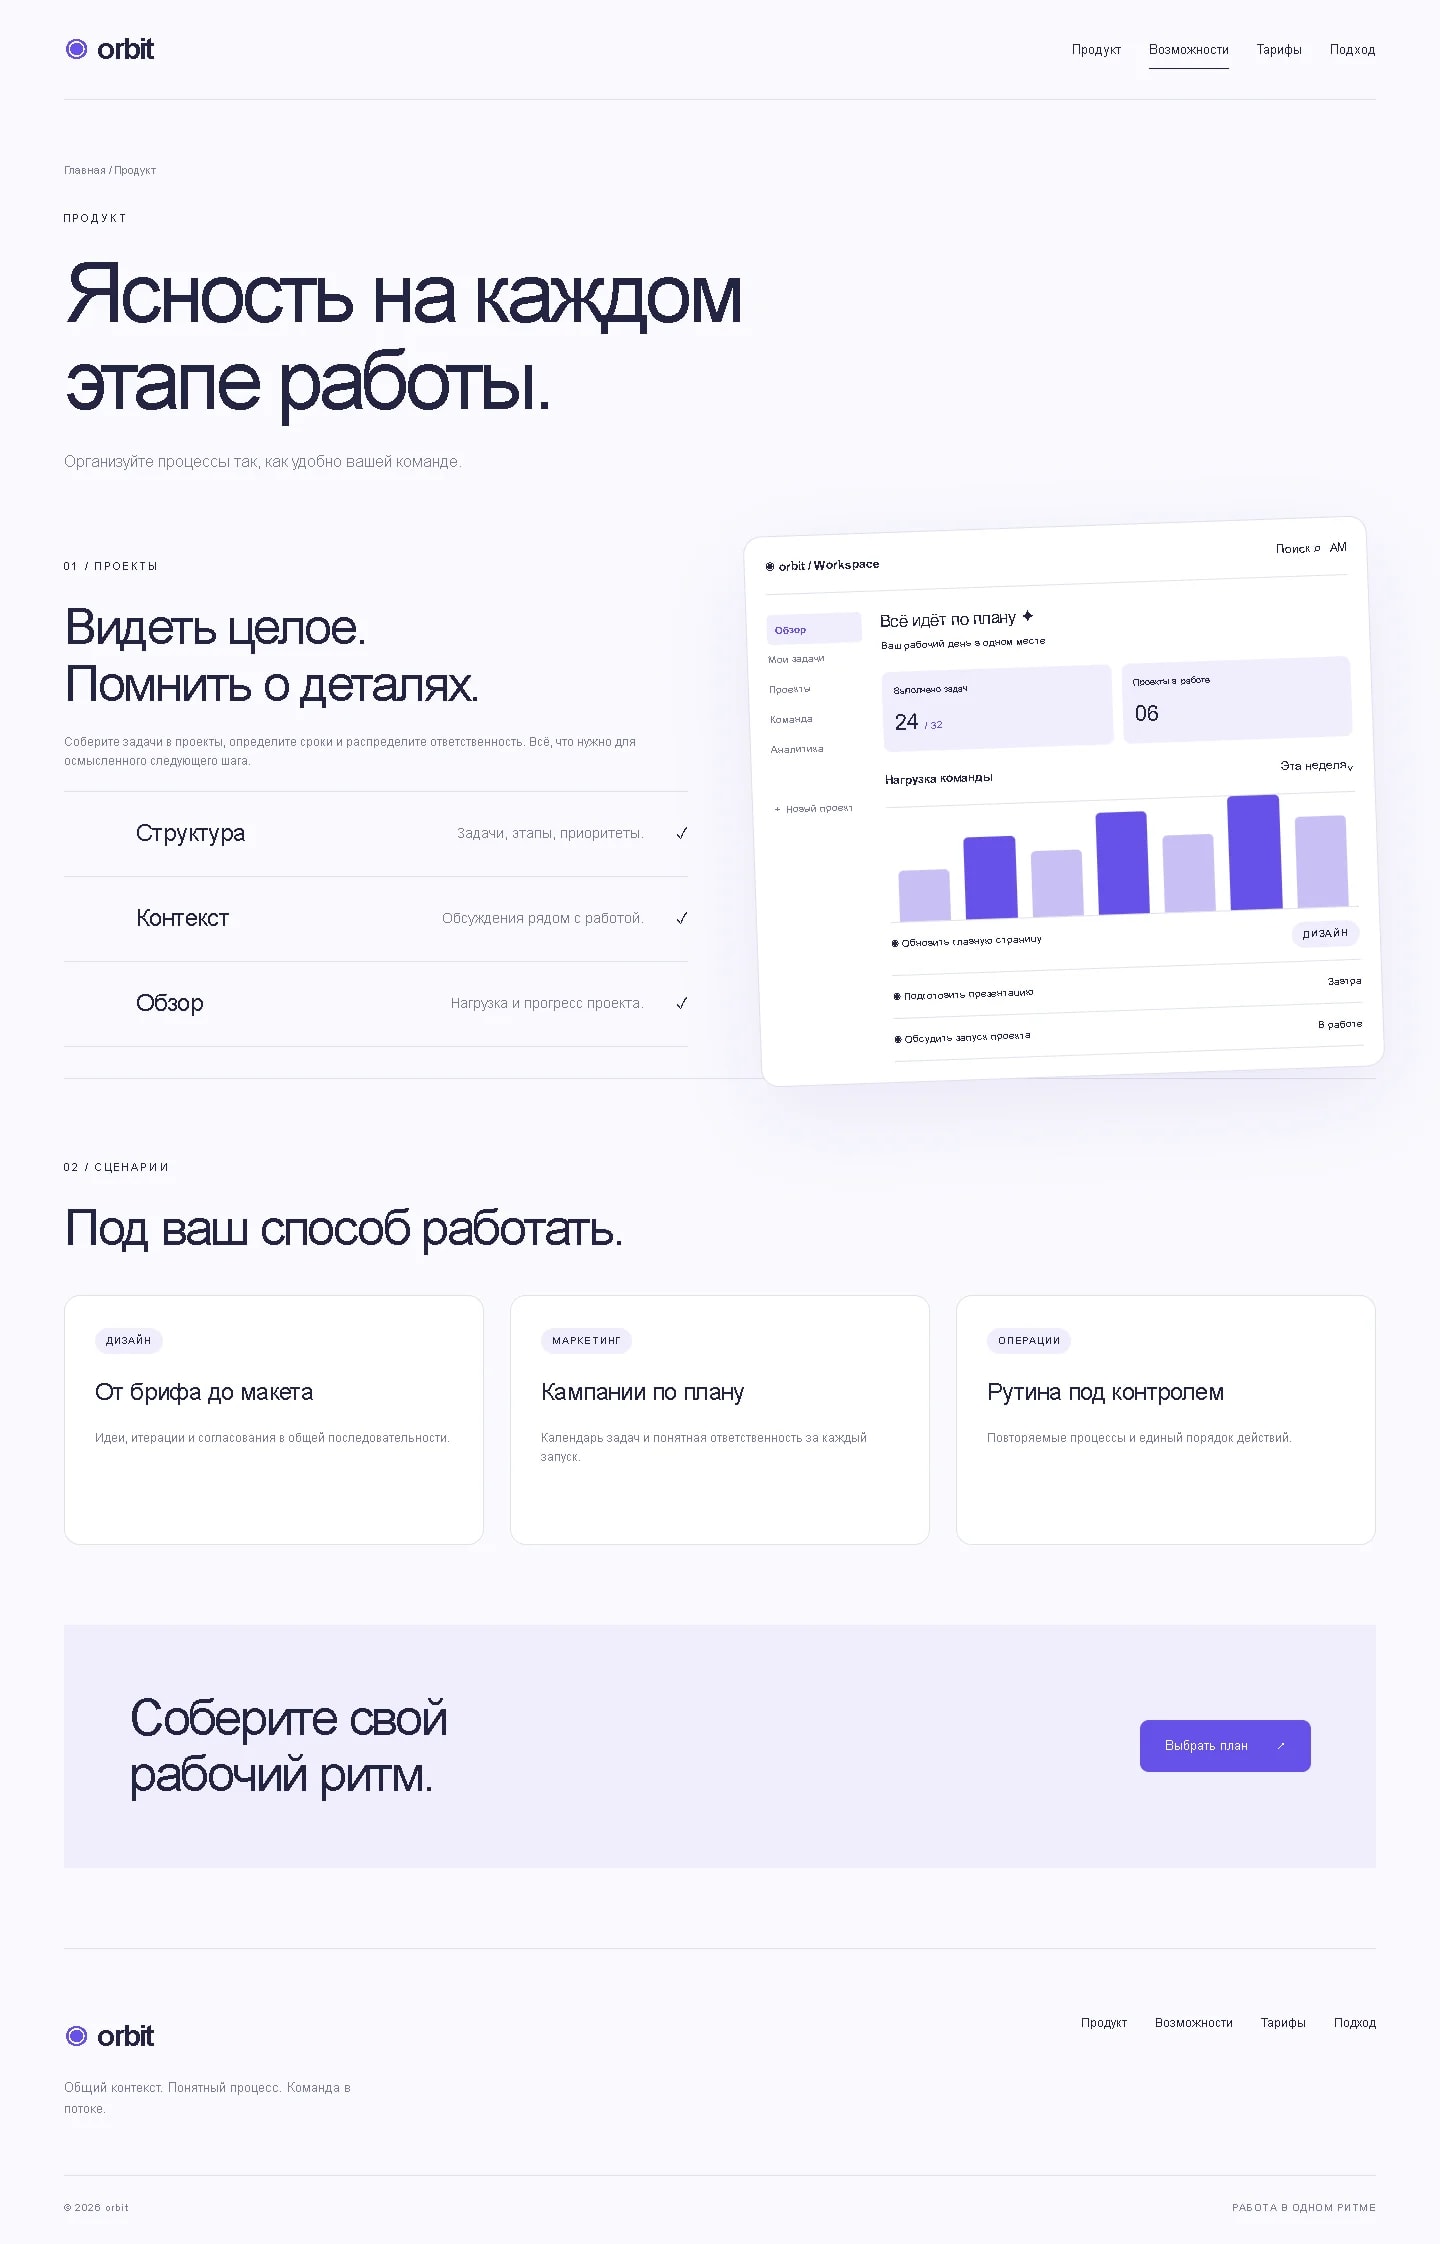 orbit
Продукт Возможности Тарифы Подход
Главная / Продукт
ПРОДУКТ
Ясность на каждом
этапе работы.
Организуйте процессы так, как удобно вашей команде.
01 / ПРОЕКТЫ
Видеть целое.
Помнить о деталях.
Соберите задачи в проекты, определите сроки и распределите ответственность. Всё, что нужно для
осмысленного следующего шага.
Структура Задачи, этапы, приоритеты. ✓
Контекст Обсуждения рядом с работой. ✓
Обзор Нагрузка и прогресс проекта. ✓
◉ orbit / Workspace Поиск ⌕ АМ
Обзор
Мои задачи
Проекты
Команда
Аналитика
+ Новый проект
Всё идёт по плану ✦
Ваш рабочий день в одном месте
Выполнено задач
24 / 32
Проекты в работе
06
Нагрузка команды Эта неделя
◉ Обновить главную страницу ДИЗАЙН
◉ Подготовить презентацию Завтра
◉ Обсудить запуск проекта В работе
02 / СЦЕНАРИИ
Под ваш способ работать.
ДИЗАЙН
От брифа до макета
Идеи, итерации и согласования в общей последовательности.
МАРКЕТИНГ
Кампании по плану
Календарь задач и понятная ответственность за каждый
запуск.
ОПЕРАЦИИ
Рутина под контролем
Повторяемые процессы и единый порядок действий.
Соберите свой
рабочий ритм.
Выбрать план ↗
orbit
Продукт Возможности Тарифы Подход
Общий контекст. Понятный процесс. Команда в
потоке.
© 2026 orbit РАБОТА В ОДНОМ РИТМЕ